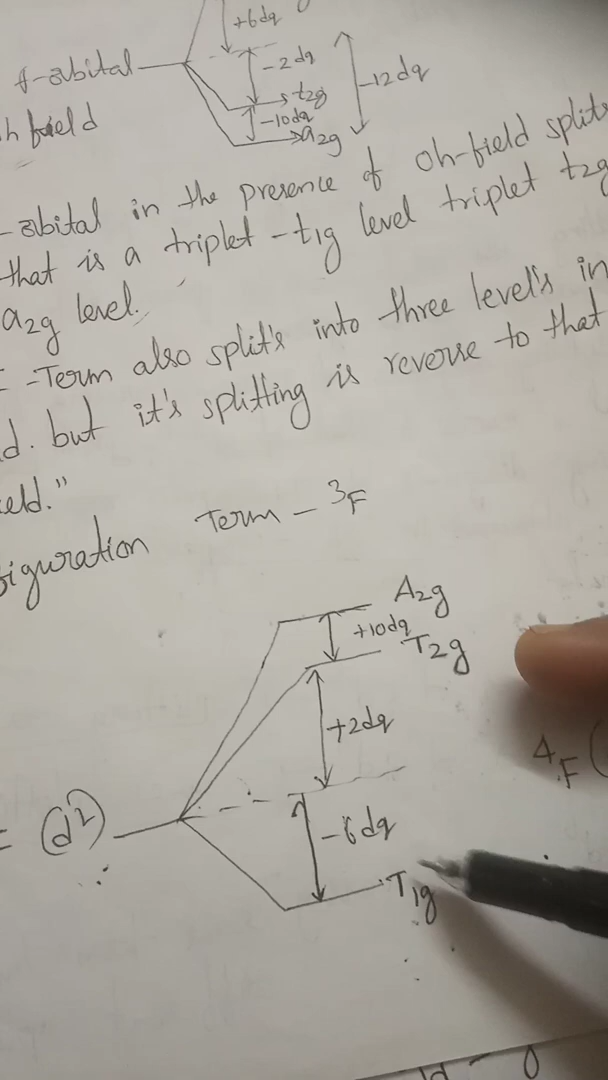 +6dq
f-orbital
-2dq
-12dq
t2g
-10dq
a2g
field
-orbital in the presence of Oh-field splits
that is a triplet -t1g level triplet t2g
a2g level.
-Term also split's into three level's in
d. but it's splitting is reverse to that
eld."
iguration Term - ³F
A2g
+10dq
T2g
+2dq
4F
= (d²)
-6dq
T1g